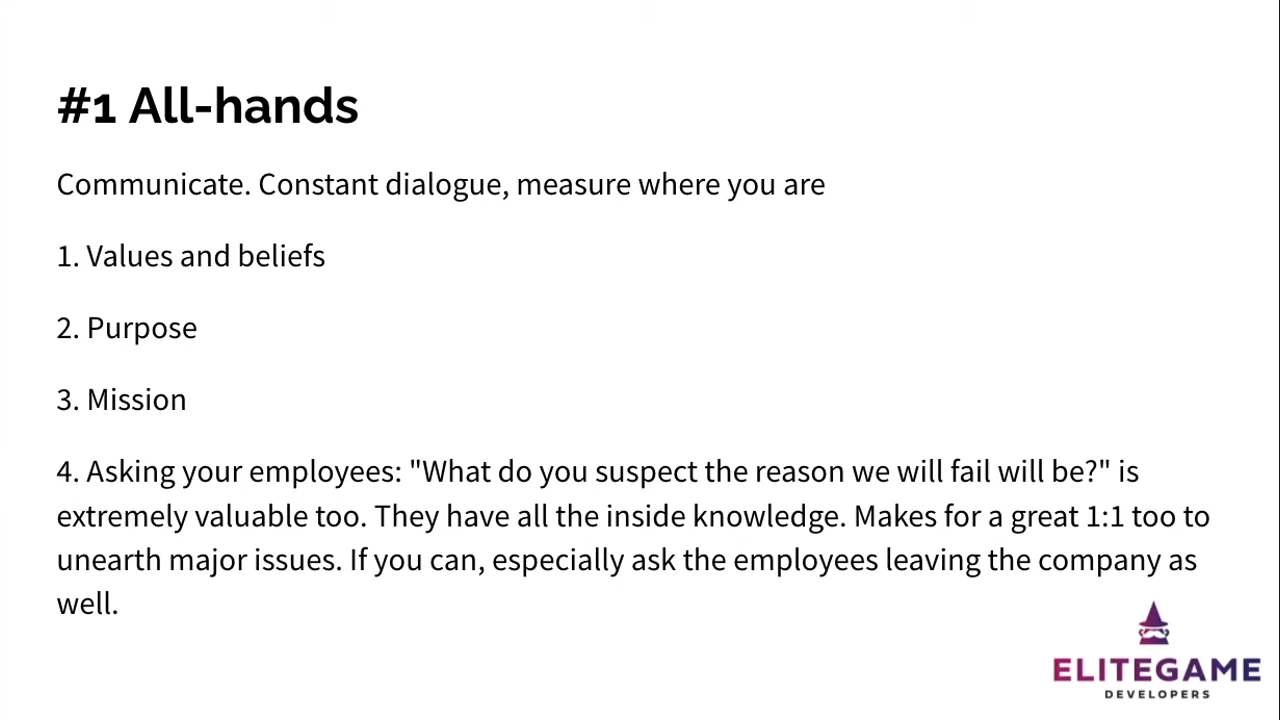 #1 All-hands
Communicate. Constant dialogue, measure where you are
1. Values and beliefs
2. Purpose
3. Mission
4. Asking your employees: "What do you suspect the reason we will fail will be?" is
extremely valuable too. They have all the inside knowledge. Makes for a great 1:1 too to
unearth major issues. If you can, especially ask the employees leaving the company as
well.
ELITEGAME
DEVELOPERS